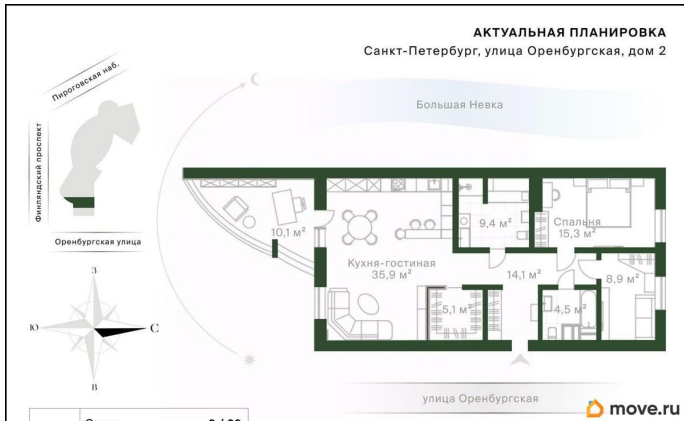 АКТУАЛЬНАЯ ПЛАНИРОВКА
Санкт-Петербург, улица Оренбургская, дом 2
Пироговская наб.
Финляндский проспект
Оренбургская улица
З
Ю
С
В
Большая Невка
10,1 м²
Кухня-гостиная
35,9 м²
9,4 м²
Спальня
15,3 м²
14,1 м²
8,9 м²
5,1 м²
4,5 м²
улица Оренбургская
move.ru